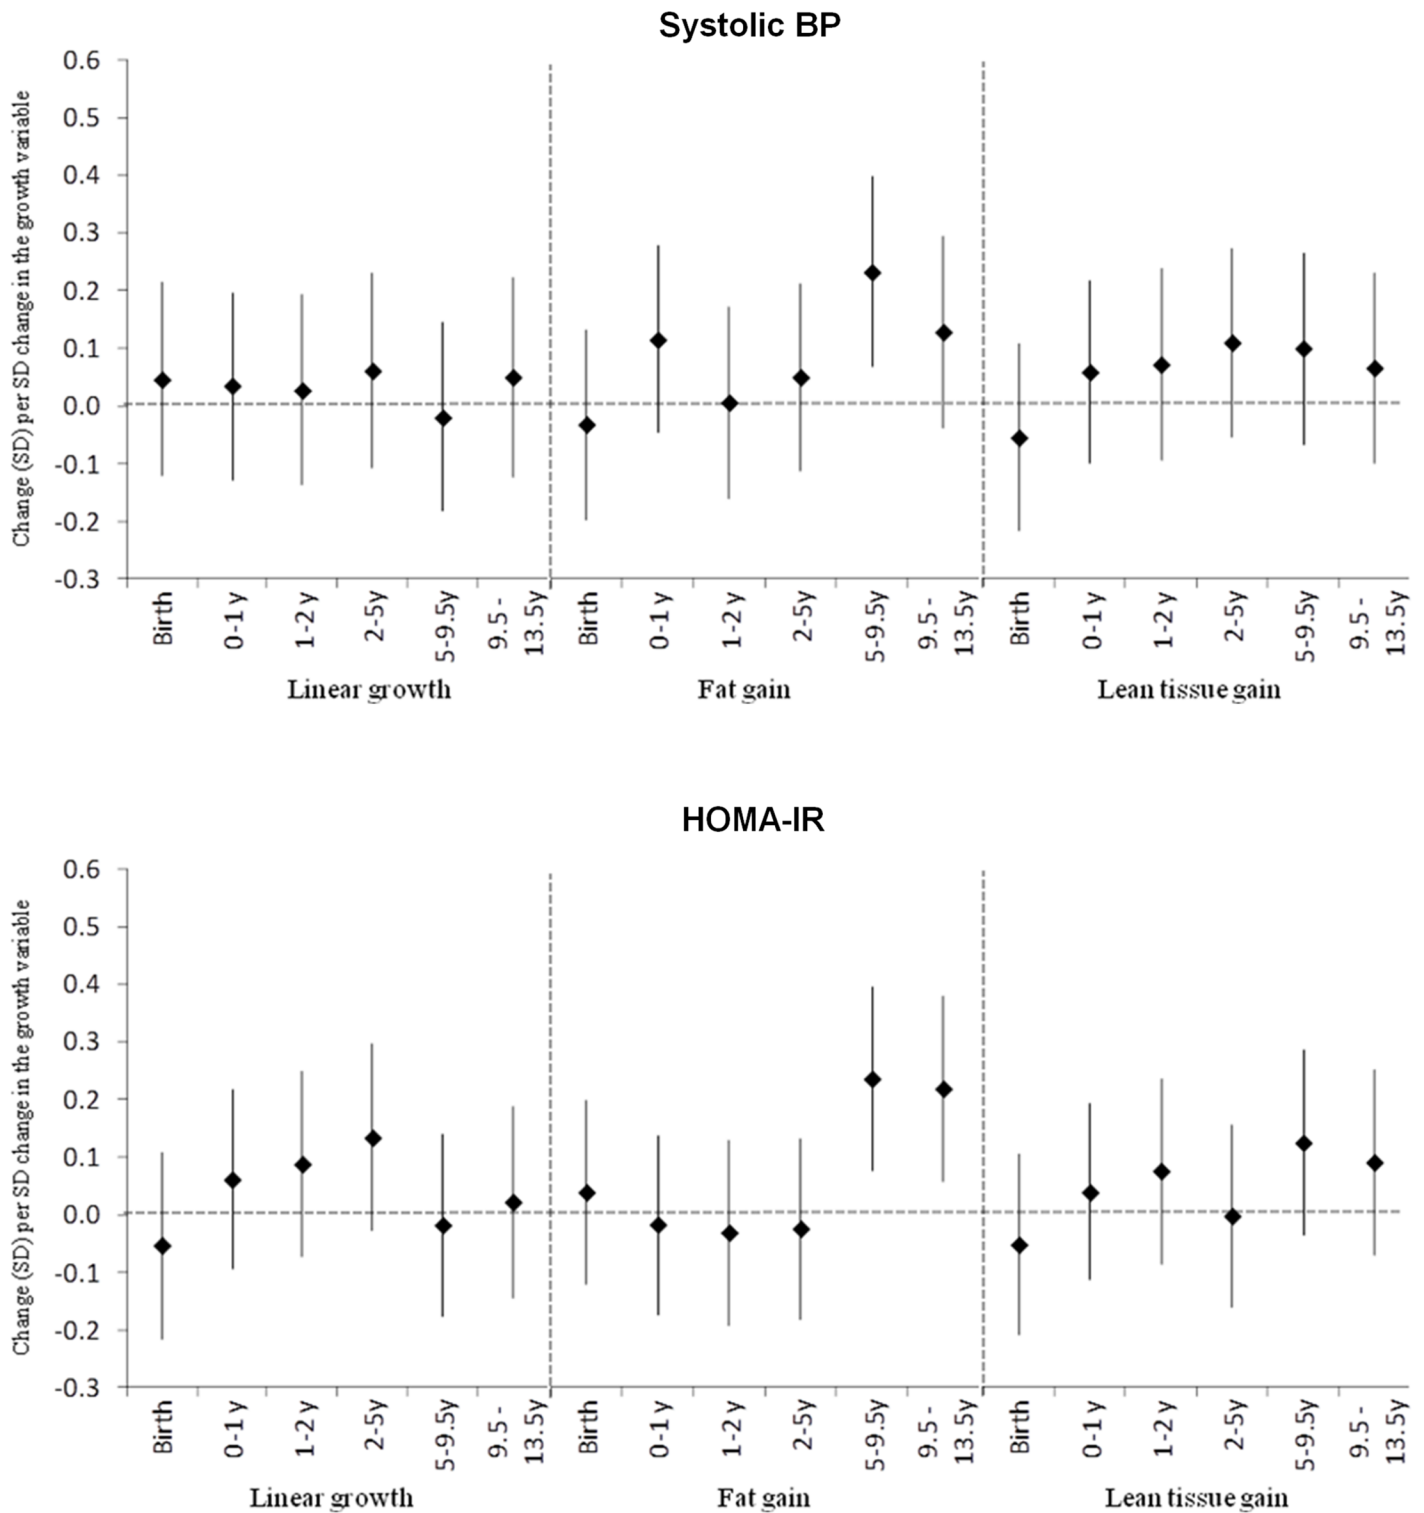 Systolic BP
Change (SD) per SD change in the growth variable
0.6
0.5
0.4
0.3
0.2
0.1
0.0
-0.1
-0.2
-0.3
Birth
0-1 y
1-2 y
2-5y
5-9.5y
9.5 -
13.5y
Birth
0-1 y
1-2 y
2-5y
5-9.5y
9.5 -
13.5y
Birth
0-1 y
1-2 y
2-5y
5-9.5y
9.5 -
13.5y
Linear growth
Fat gain
Lean tissue gain
HOMA-IR
Change (SD) per SD change in the growth variable
0.6
0.5
0.4
0.3
0.2
0.1
0.0
-0.1
-0.2
-0.3
Birth
0-1 y
1-2 y
2-5y
5-9.5y
9.5 -
13.5y
Birth
0-1 y
1-2 y
2-5y
5-9.5y
9.5 -
13.5y
Birth
0-1 y
1-2 y
2-5y
5-9.5y
9.5 -
13.5y
Linear growth
Fat gain
Lean tissue gain